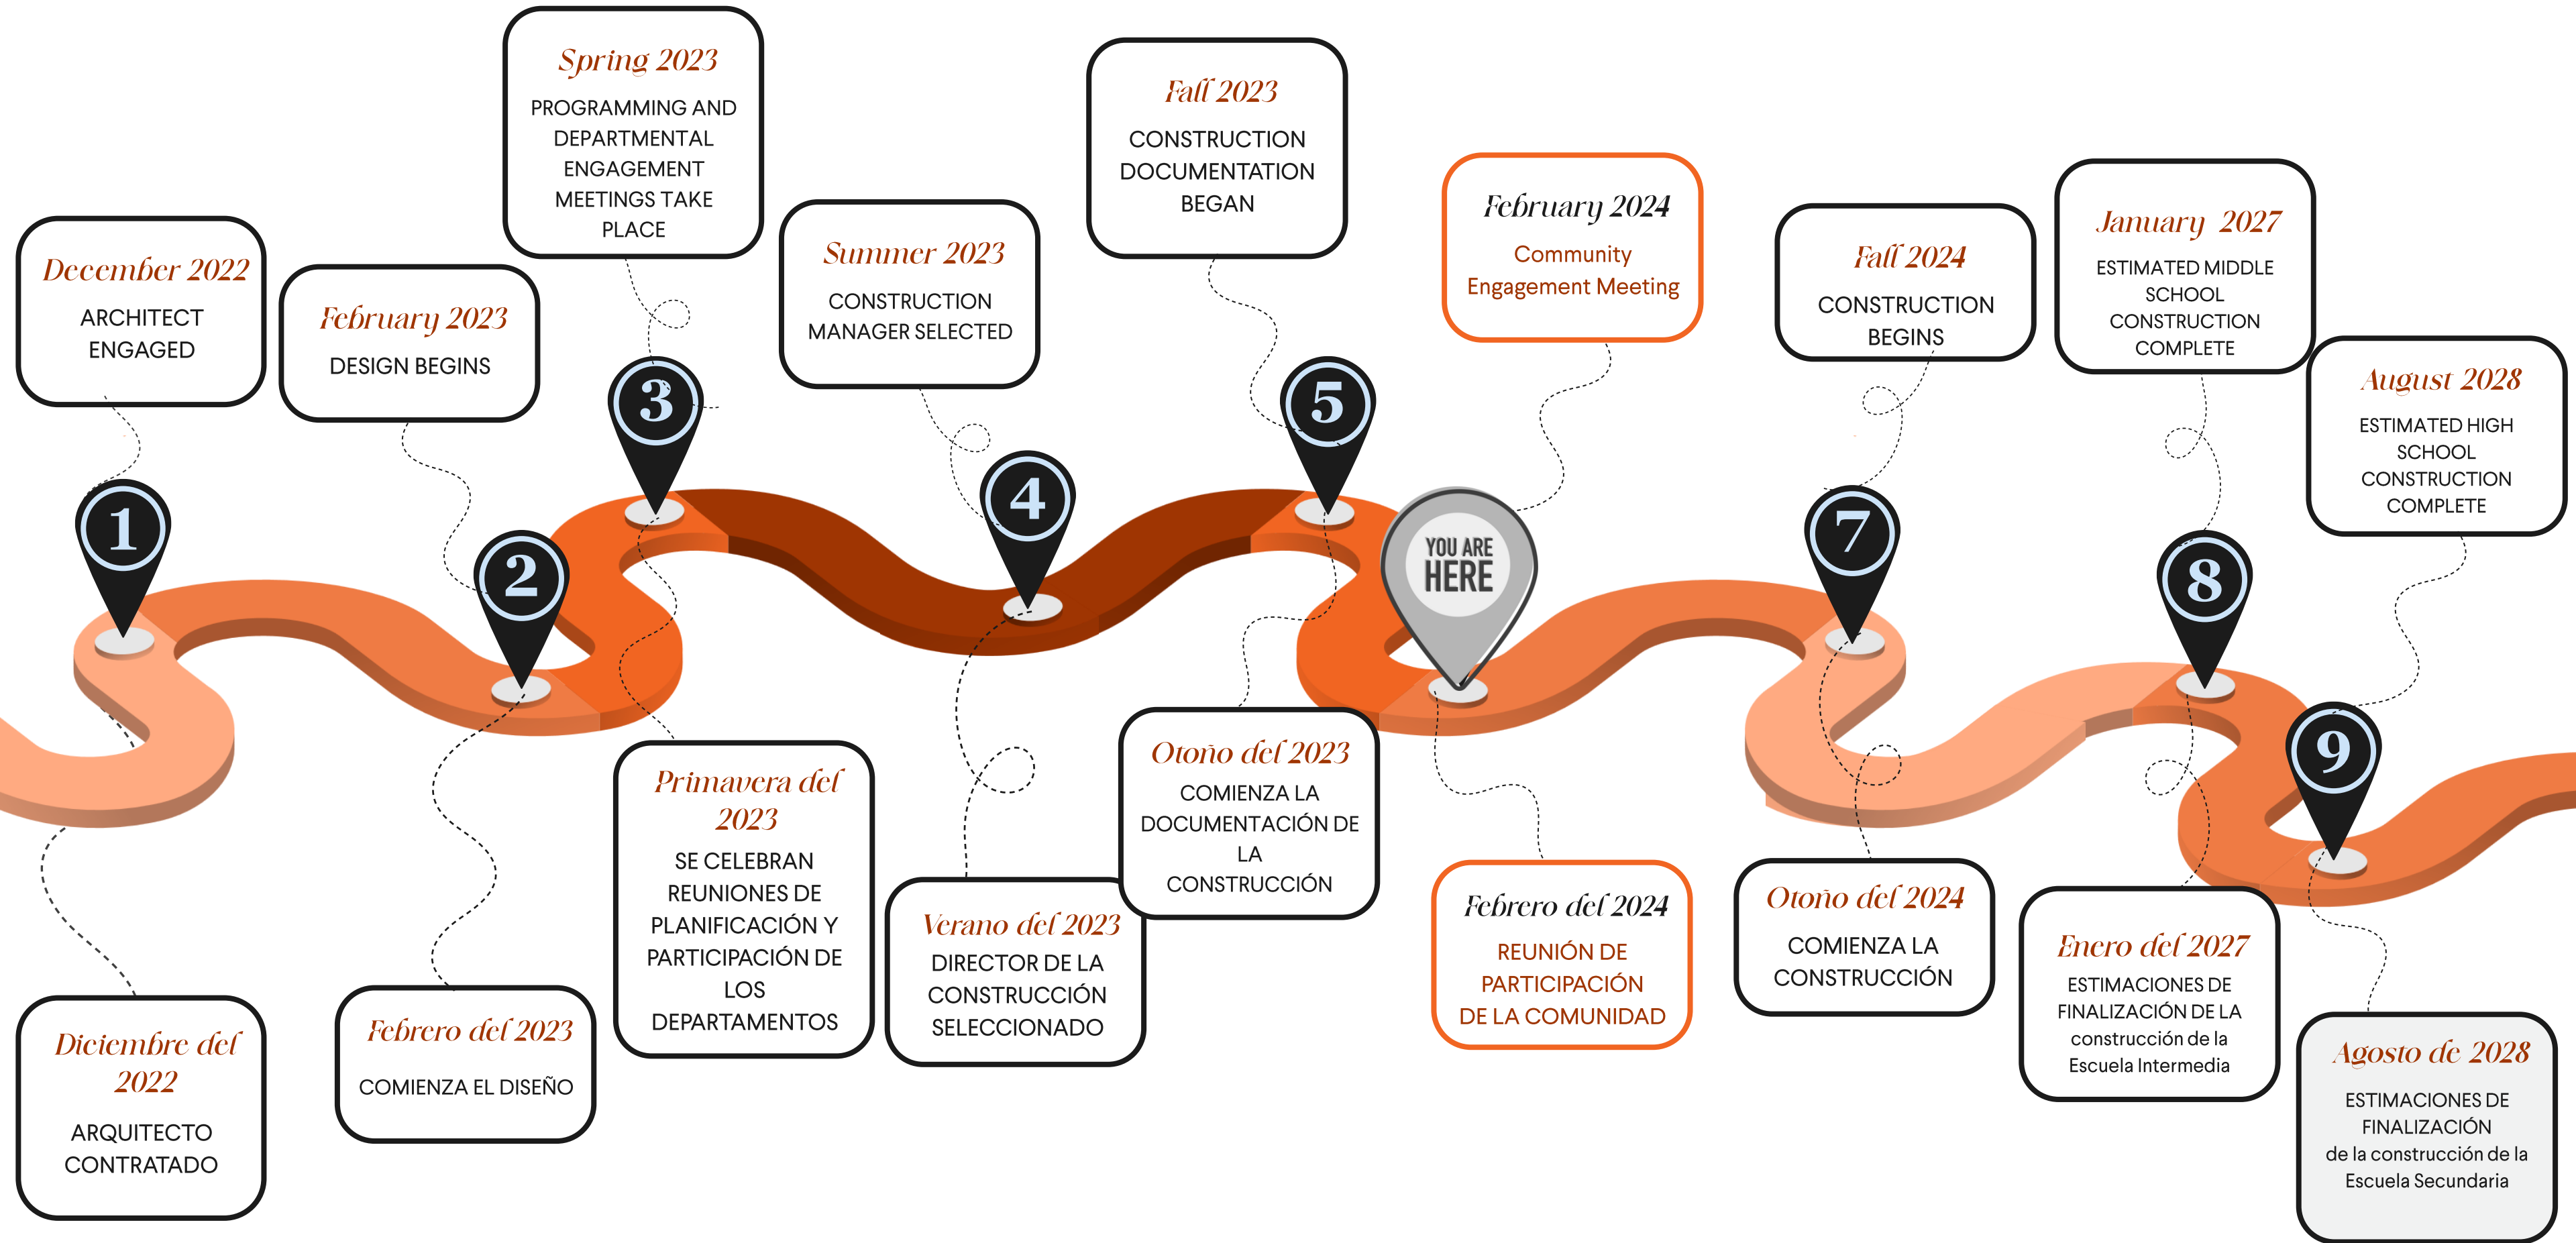 December 2022
ARCHITECT
ENGAGED
February 2023
DESIGN BEGINS
Spring 2023
PROGRAMMING AND
DEPARTMENTAL
ENGAGEMENT
MEETINGS TAKE
PLACE
Summer 2023
CONSTRUCTION
MANAGER SELECTED
Fall 2023
CONSTRUCTION
DOCUMENTATION
BEGAN
February 2024
Community
Engagement Meeting
Fall 2024
CONSTRUCTION
BEGINS
January 2027
ESTIMATED MIDDLE
SCHOOL
CONSTRUCTION
COMPLETE
August 2028
ESTIMATED HIGH
SCHOOL
CONSTRUCTION
COMPLETE
1
2
3
4
5
YOU ARE
HERE
7
8
9
Diciembre del
2022
ARQUITECTO
CONTRATADO
Febrero del 2023
COMIENZA EL DISEÑO
Primavera del
2023
SE CELEBRAN
REUNIONES DE
PLANIFICACIÓN Y
PARTICIPACIÓN DE
LOS
DEPARTAMENTOS
Verano del 2023
DIRECTOR DE LA
CONSTRUCCIÓN
SELECCIONADO
Otoño del 2023
COMIENZA LA
DOCUMENTACIÓN DE
LA
CONSTRUCCIÓN
Febrero del 2024
REUNIÓN DE
PARTICIPACIÓN
DE LA COMUNIDAD
Otoño del 2024
COMIENZA LA
CONSTRUCCIÓN
Enero del 2027
ESTIMACIONES DE
FINALIZACIÓN DE LA
construcción de la
Escuela Intermedia
Agosto de 2028
ESTIMACIONES DE
FINALIZACIÓN
de la construcción de la
Escuela Secundaria